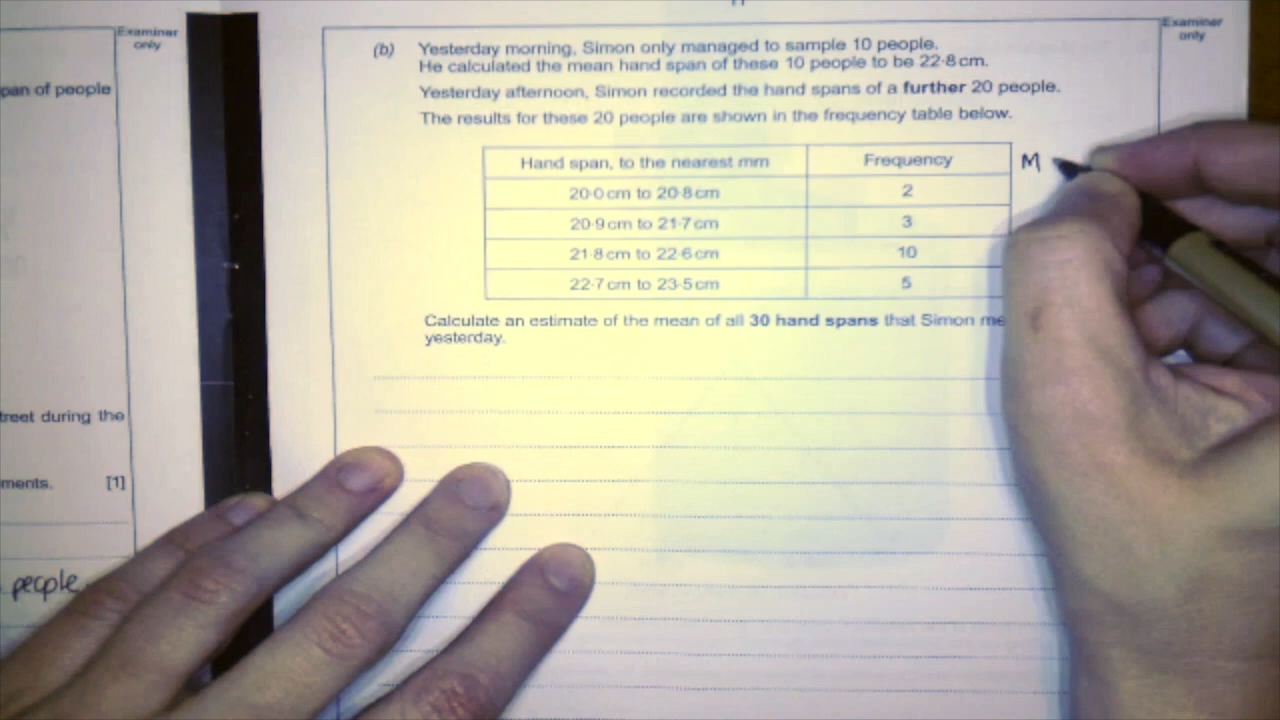 Examiner
only
pan of people
treet during the
ments. [1]
people
Examiner
only
(b) Yesterday morning, Simon only managed to sample 10 people.
He calculated the mean hand span of these 10 people to be 22·8 cm.
Yesterday afternoon, Simon recorded the hand spans of a further 20 people.
The results for these 20 people are shown in the frequency table below.
Hand span, to the nearest mm Frequency M
20·0 cm to 20·8 cm 2
20·9 cm to 21·7 cm 3
21·8 cm to 22·6 cm 10
22·7 cm to 23·5 cm 5
Calculate an estimate of the mean of all 30 hand spans that Simon me
yesterday.